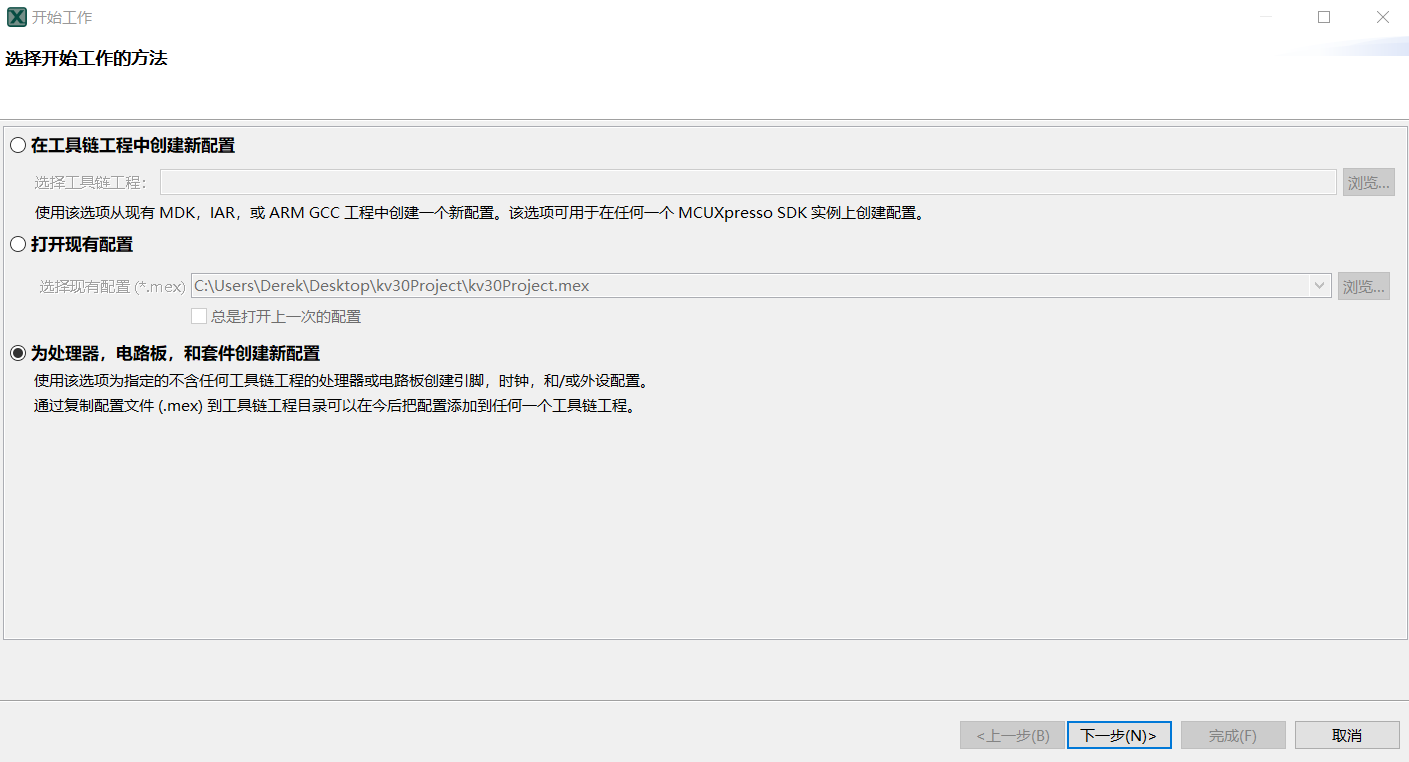 开始工作
选择开始工作的方法
在工具链工程中创建新配置
选择工具链工程：
浏览...
使用该选项从现有 MDK，IAR，或 ARM GCC 工程中创建一个新配置。该选项可用于在任何一个 MCUXpresso SDK 实例上创建配置。
打开现有配置
选择现有配置 (*.mex)
C:\Users\Derek\Desktop\kv30Project\kv30Project.mex
浏览...
总是打开上一次的配置
为处理器，电路板，和套件创建新配置
使用该选项为指定的不含任何工具链工程的处理器或电路板创建引脚，时钟，和/或外设配置。
通过复制配置文件 (.mex) 到工具链工程目录可以在今后把配置添加到任何一个工具链工程。
<上一步(B)
下一步(N)>
完成(F)
取消